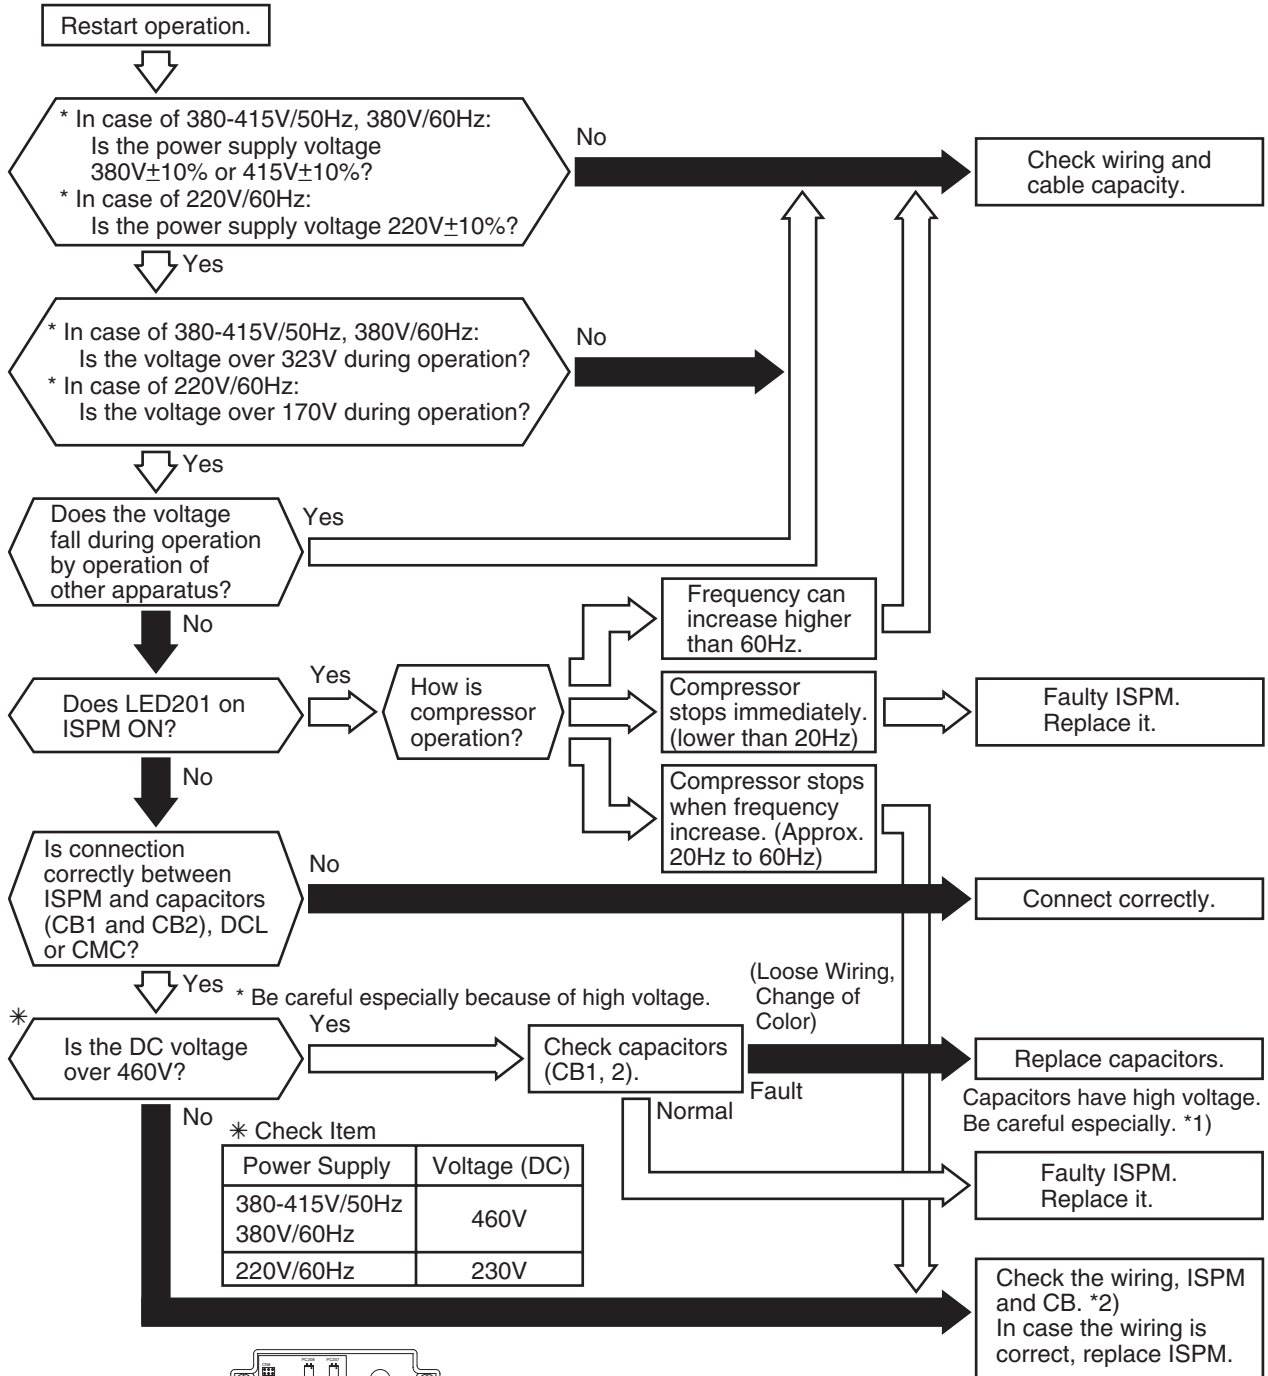 Restart operation.
* In case of 380-415V/50Hz, 380V/60Hz:
Is the power supply voltage
380V±10% or 415V±10%?
* In case of 220V/60Hz:
Is the power supply voltage 220V±10%?
No
Check wiring and
cable capacity.
Yes
* In case of 380-415V/50Hz, 380V/60Hz:
Is the voltage over 323V during operation?
* In case of 220V/60Hz:
Is the voltage over 170V during operation?
No
Yes
Does the voltage
fall during operation
by operation of
other apparatus?
Yes
No
Does LED201 on
ISPM ON?
Yes
How is
compressor
operation?
Frequency can
increase higher
than 60Hz.
Compressor
stops immediately.
(lower than 20Hz)
Faulty ISPM.
Replace it.
Compressor stops
when frequency
increase. (Approx.
20Hz to 60Hz)
No
Is connection
correctly between
ISPM and capacitors
(CB1 and CB2), DCL
or CMC?
No
Connect correctly.
Yes
* Be careful especially because of high voltage.
✳
Is the DC voltage
over 460V?
Yes
Check capacitors
(CB1, 2).
(Loose Wiring,
Change of
Color)
Fault
Replace capacitors.
Capacitors have high voltage.
Be careful especially. *1)
Normal
Faulty ISPM.
Replace it.
No
✳ Check Item
Power Supply Voltage (DC)
380-415V/50Hz
380V/60Hz
460V
220V/60Hz 230V
Check the wiring, ISPM
and CB. *2)
In case the wiring is
correct, replace ISPM.